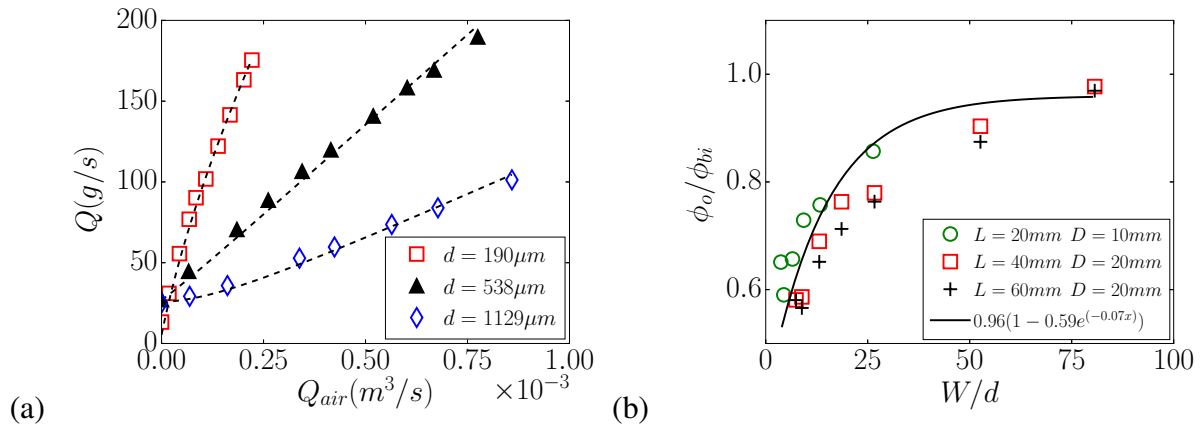 (a)
Q(g/s)
200
150
100
50
0
d = 190μm
d = 538μm
d = 1129μm
0.00 0.25 0.50 0.75 1.00
×10⁻³
Q_air(m³/s)
(b)
ϕ_o/ϕ_bi
1.0
0.8
0.6
L = 20mm D = 10mm
L = 40mm D = 20mm
L = 60mm D = 20mm
0.96(1 − 0.59e^(−0.07x))
0 25 50 75 100
W/d